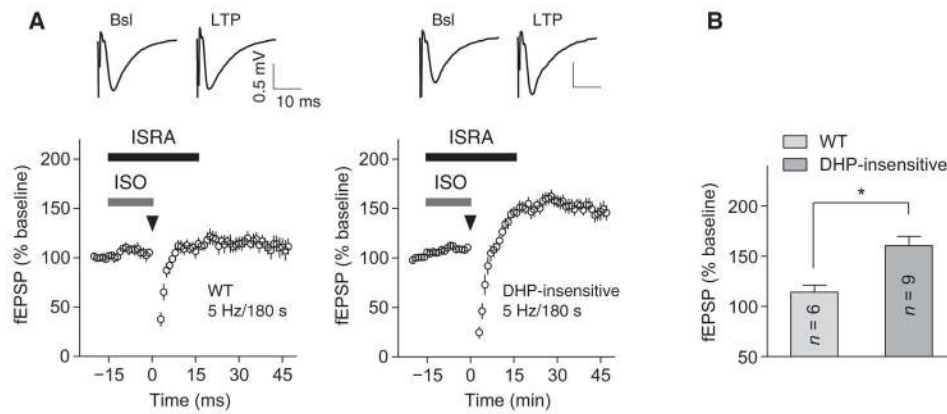 A
Bsl
LTP
0.5 mV
10 ms
Bsl
LTP
B
ISRA
ISO
WT
5 Hz/180 s
fEPSP (% baseline)
200
150
100
50
0
−15 0 15 30 45
Time (ms)
ISRA
ISO
DHP-insensitive
5 Hz/180 s
fEPSP (% baseline)
200
150
100
50
0
−15 0 15 30 45
Time (min)
WT
DHP-insensitive
*
fEPSP (% baseline)
200
150
100
50
n = 6
n = 9